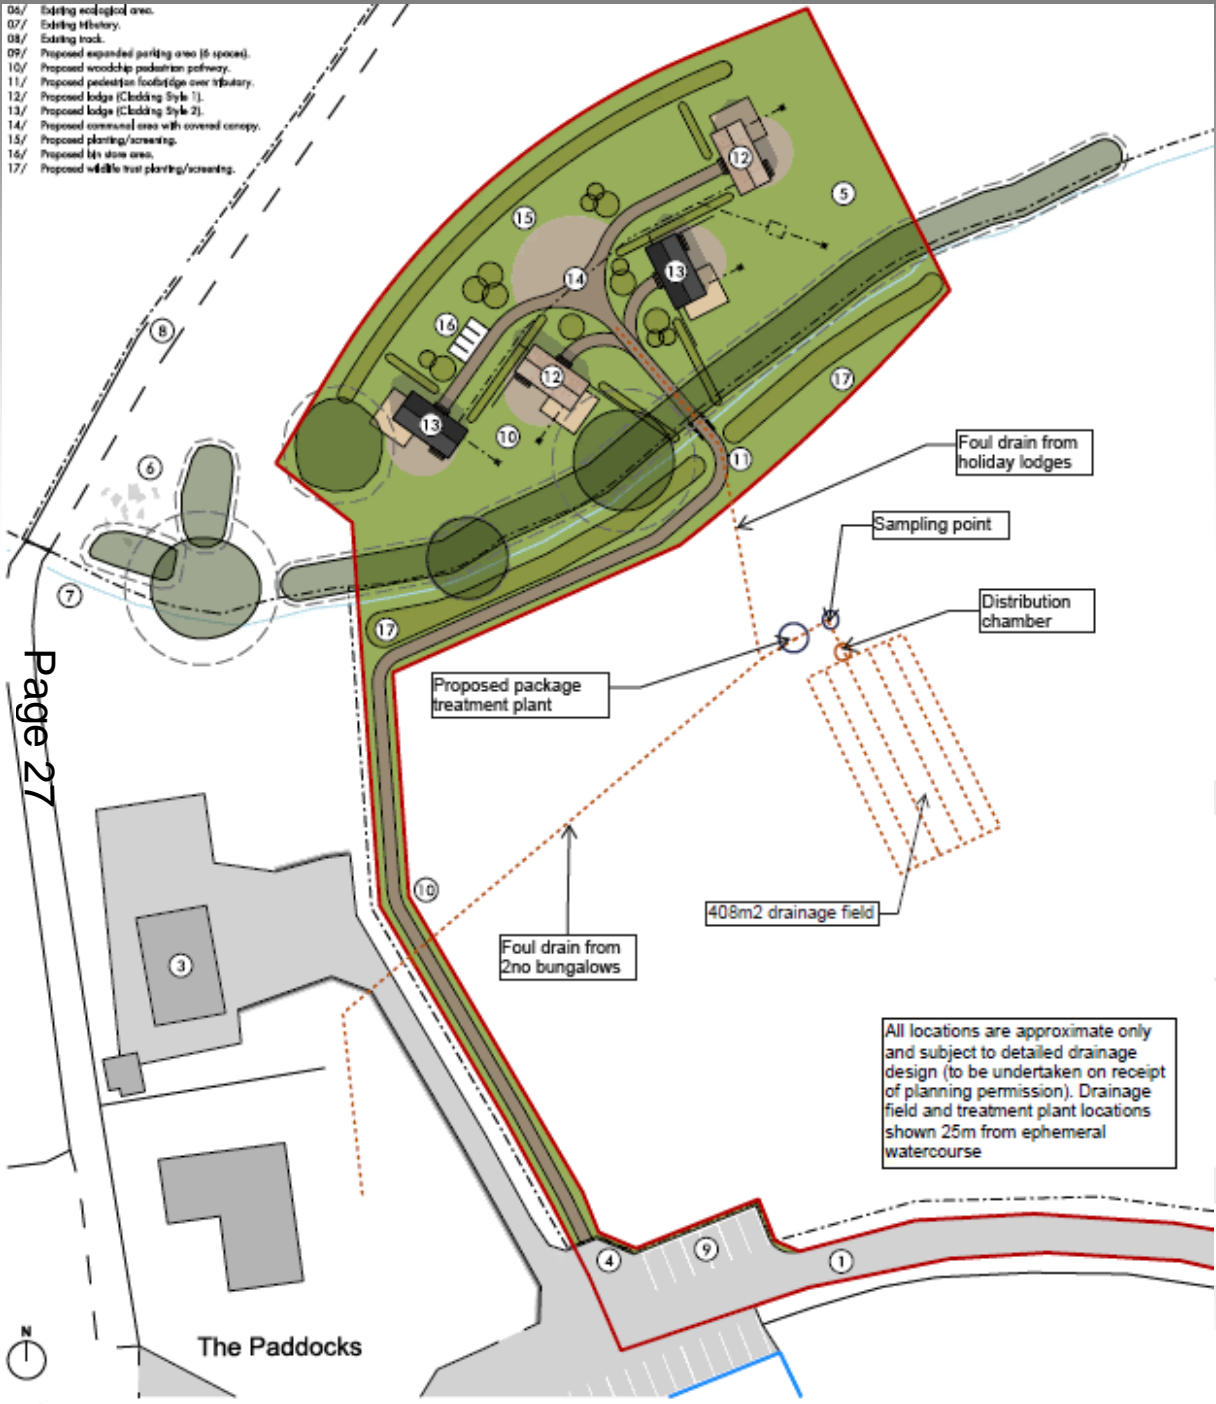 06/ Existing ecological area.
07/ Existing tributary.
08/ Existing track.
09/ Proposed expanded parking area (6 spaces).
10/ Proposed woodchip pedestrian pathway.
11/ Proposed pedestrian footbridge over tributary.
12/ Proposed lodge (Cladding Style 1).
13/ Proposed lodge (Cladding Style 2).
14/ Proposed communal area with covered canopy.
15/ Proposed planting/screening.
16/ Proposed bin store area.
17/ Proposed wildlife trust planting/screening.
12
5
15
13
14
16
8
12
17
13
10
11
6
Foul drain from
holiday lodges
Sampling point
7
Distribution
chamber
17
Page 27
Proposed package
treatment plant
10
408m2 drainage field
Foul drain from
2no bungalows
3
All locations are approximate only
and subject to detailed drainage
design (to be undertaken on receipt
of planning permission). Drainage
field and treatment plant locations
shown 25m from ephemeral
watercourse
9
4
1
N
The Paddocks